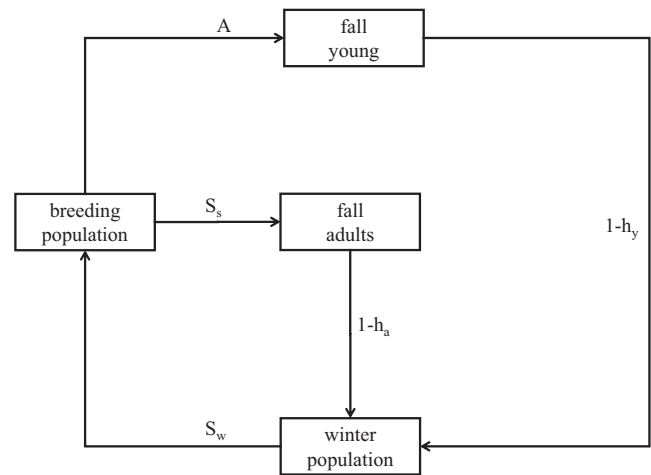 A
fall
young
breeding
population
S_s
fall
adults
1-h_y
1-h_a
S_w
winter
population